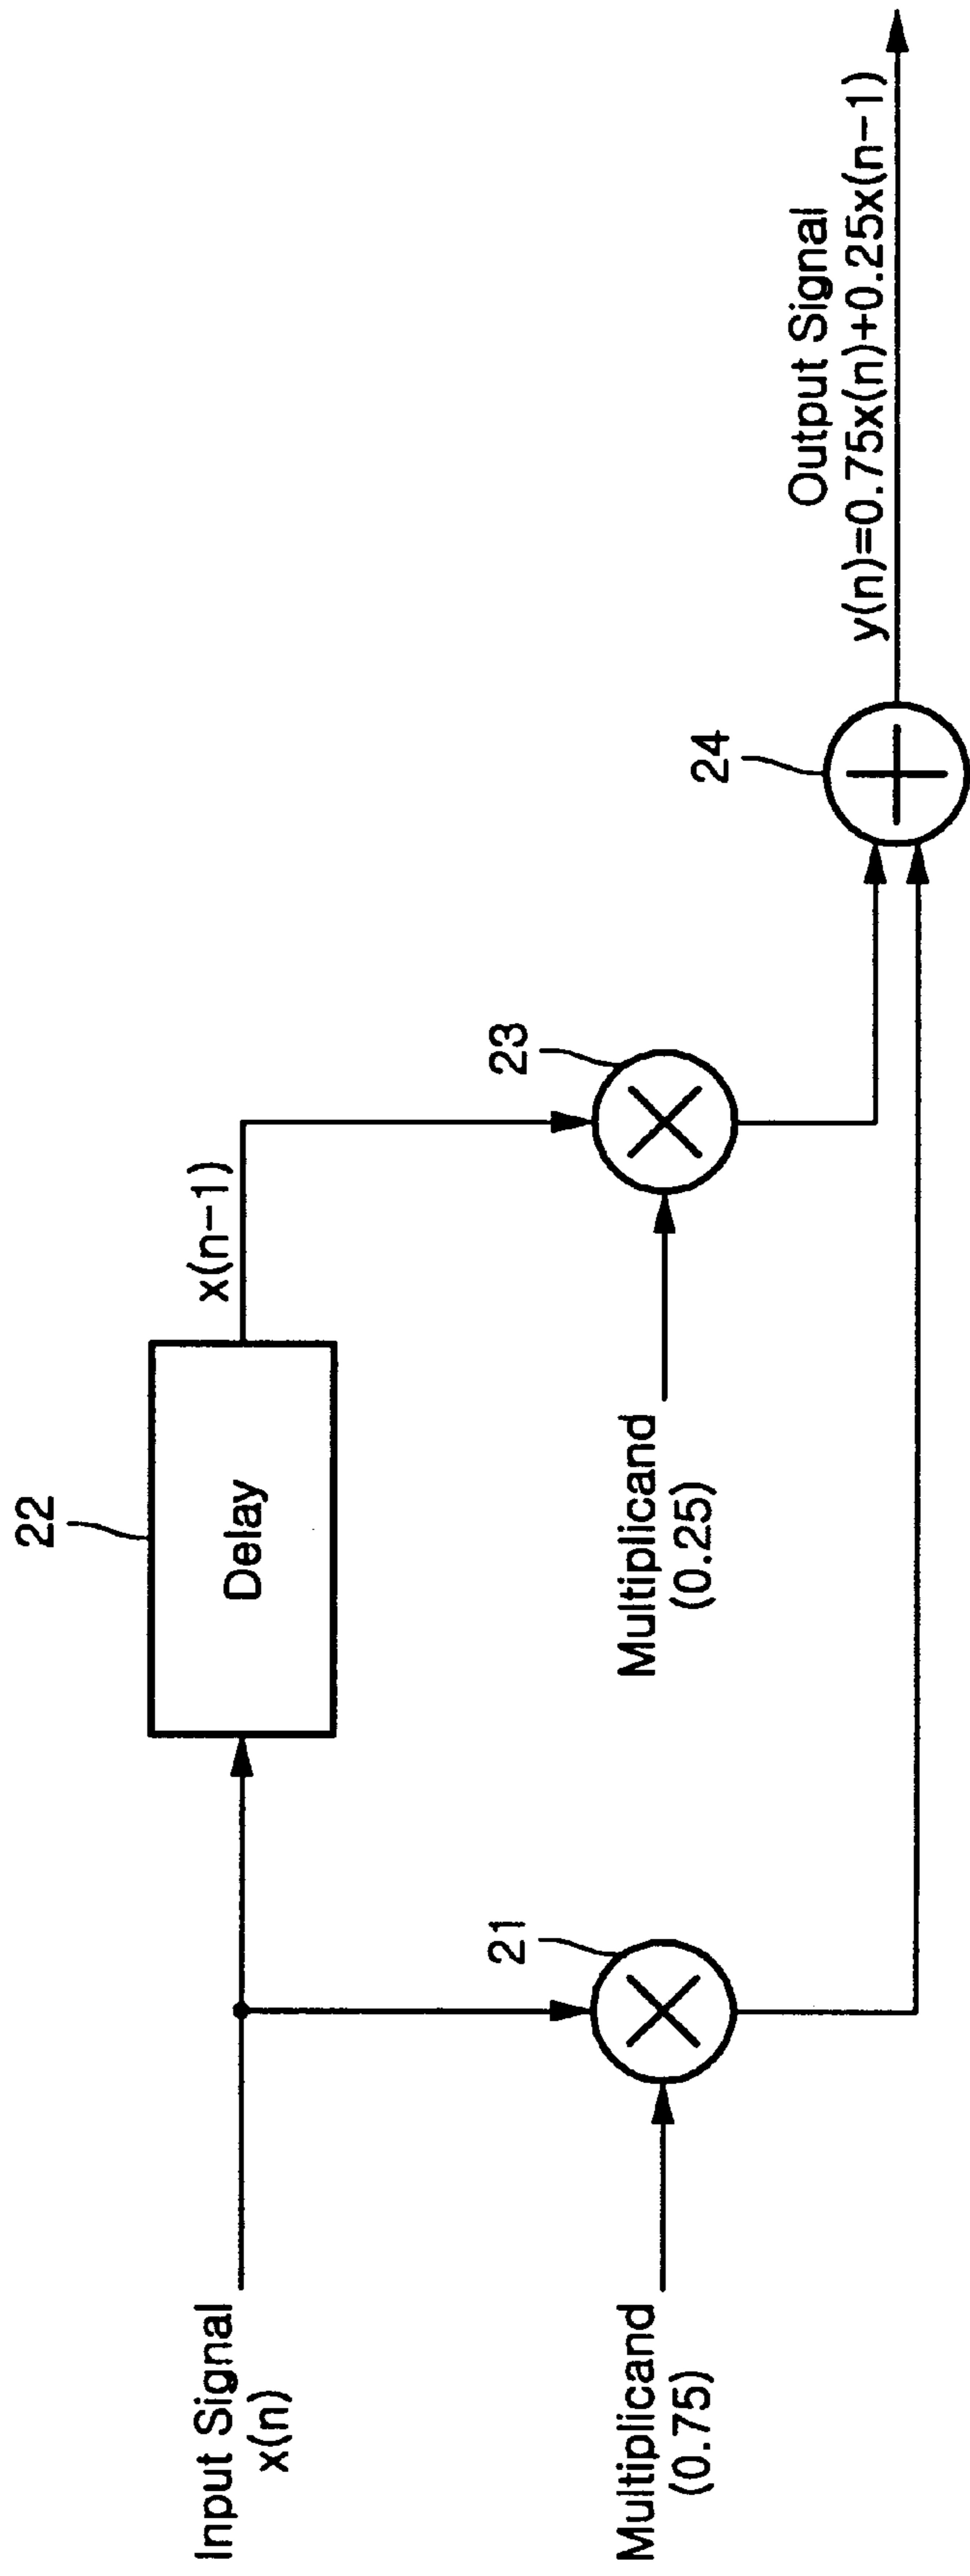 22
Input Signal
x(n)
Delay
x(n-1)
21
23
Multiplicand
(0.75)
Multiplicand
(0.25)
24
Output Signal
y(n)=0.75x(n)+0.25x(n-1)